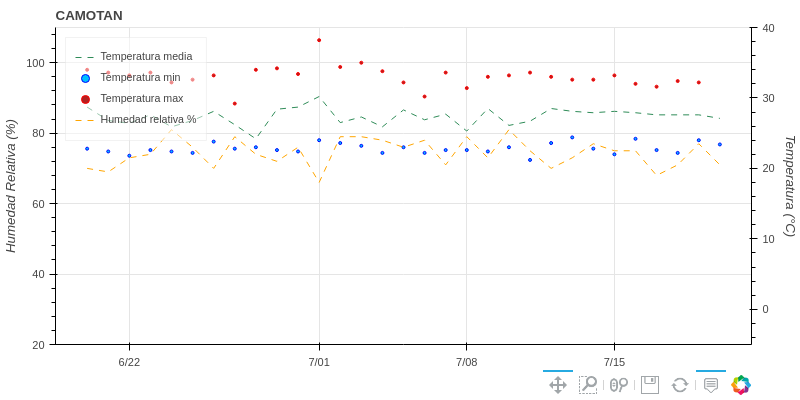 CAMOTAN
Temperatura media
Temperatura min
Temperatura max
Humedad relativa %
Humedad Relativa (%)
100
80
60
40
20
6/22
7/01
7/08
7/15
40
30
20
10
0
Temperatura (°C)